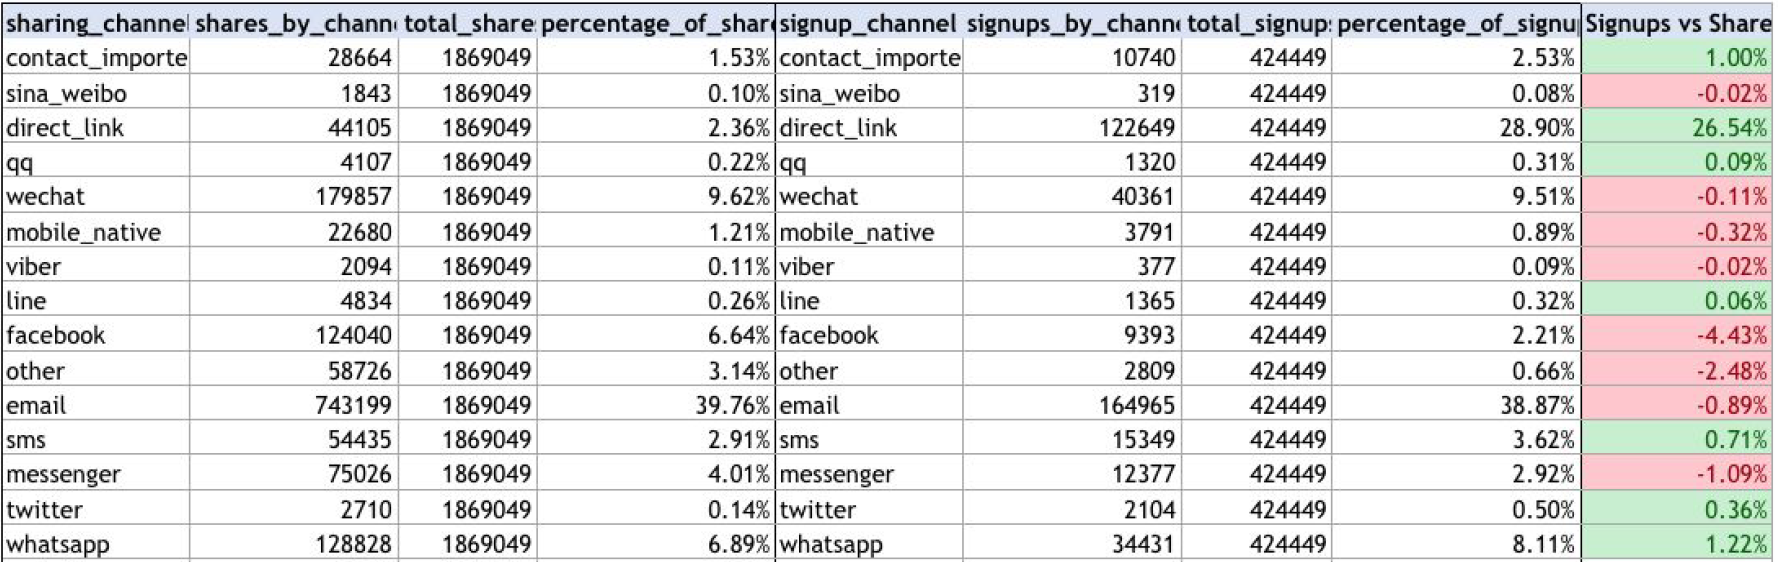 sharing_channel shares_by_chann total_share percentage_of_shar signup_channel signups_by_chann total_signups percentage_of_signu Signups vs Share
contact_importe 28664 1869049 1.53% contact_importe 10740 424449 2.53% 1.00%
sina_weibo 1843 1869049 0.10% sina_weibo 319 424449 0.08% -0.02%
direct_link 44105 1869049 2.36% direct_link 122649 424449 28.90% 26.54%
qq 4107 1869049 0.22% qq 1320 424449 0.31% 0.09%
wechat 179857 1869049 9.62% wechat 40361 424449 9.51% -0.11%
mobile_native 22680 1869049 1.21% mobile_native 3791 424449 0.89% -0.32%
viber 2094 1869049 0.11% viber 377 424449 0.09% -0.02%
line 4834 1869049 0.26% line 1365 424449 0.32% 0.06%
facebook 124040 1869049 6.64% facebook 9393 424449 2.21% -4.43%
other 58726 1869049 3.14% other 2809 424449 0.66% -2.48%
email 743199 1869049 39.76% email 164965 424449 38.87% -0.89%
sms 54435 1869049 2.91% sms 15349 424449 3.62% 0.71%
messenger 75026 1869049 4.01% messenger 12377 424449 2.92% -1.09%
twitter 2710 1869049 0.14% twitter 2104 424449 0.50% 0.36%
whatsapp 128828 1869049 6.89% whatsapp 34431 424449 8.11% 1.22%